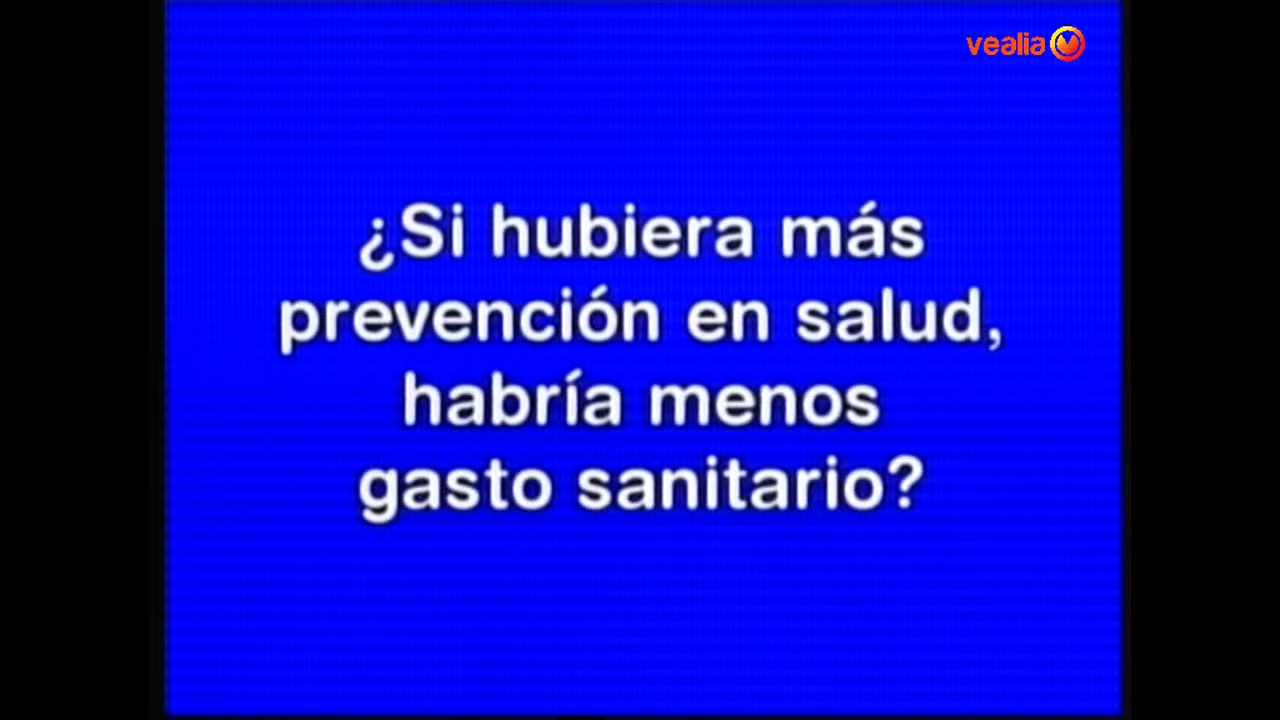 vealia
¿Si hubiera más
prevención en salud,
habría menos
gasto sanitario?